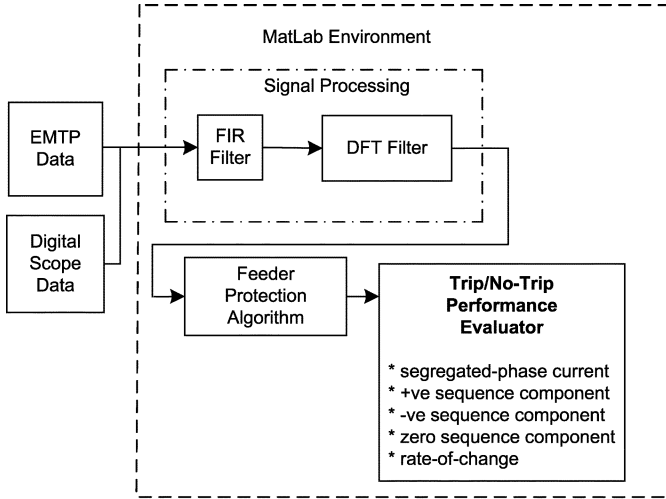 MatLab Environment
Signal Processing
EMTP
Data
FIR
Filter
DFT Filter
Digital
Scope
Data
Feeder
Protection
Algorithm
Trip/No-Trip
Performance
Evaluator
* segregated-phase current
* +ve sequence component
* -ve sequence component
* zero sequence component
* rate-of-change